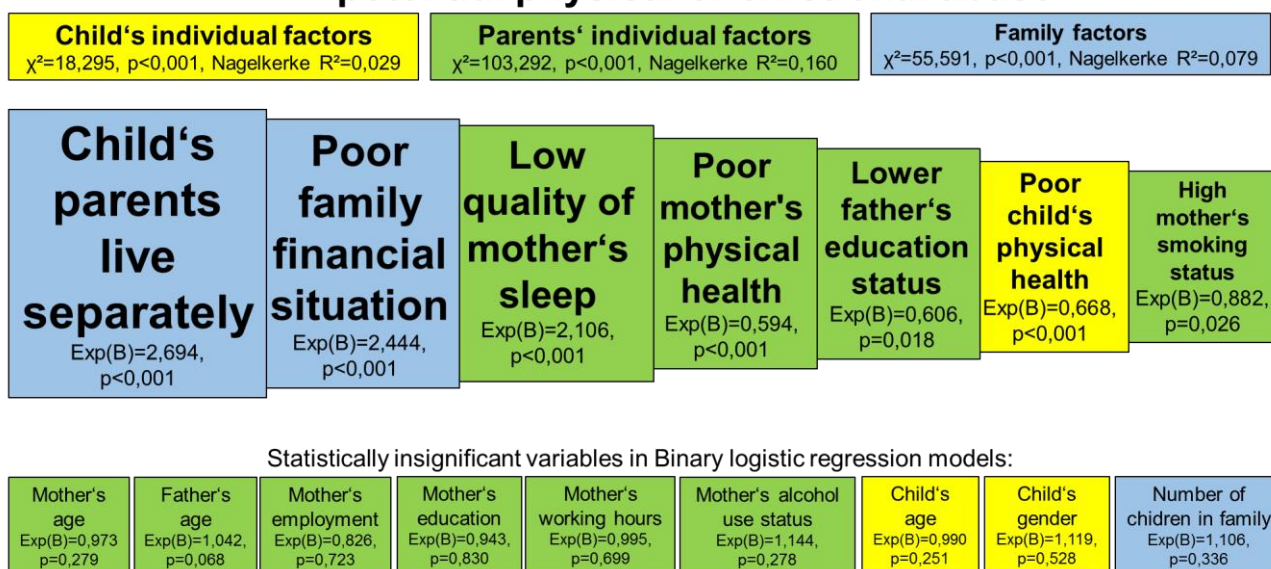 Child's individual factors
χ²=18,295, p<0,001, Nagelkerke R²=0,029
Parents‘ individual factors
χ²=103,292, p<0,001, Nagelkerke R²=0,160
Family factors
χ²=55,591, p<0,001, Nagelkerke R²=0,079
Child‘s
parents
live
separately
Exp(B)=2,694,
p<0,001
Poor
family
financial
situation
Exp(B)=2,444,
p<0,001
Low
quality of
mother‘s
sleep
Exp(B)=2,106,
p<0,001
Poor
mother's
physical
health
Exp(B)=0,594,
p<0,001
Lower
father‘s
education
status
Exp(B)=0,606,
p=0,018
Poor
child‘s
physical
health
Exp(B)=0,668,
p<0,001
High
mother‘s
smoking
status
Exp(B)=0,882,
p=0,026
Statistically insignificant variables in Binary logistic regression models:
Mother‘s
age
Exp(B)=0,973
p=0,279
Father‘s
age
Exp(B)=1,042,
p=0,068
Mother‘s
employment
Exp(B)=0,826,
p=0,723
Mother‘s
education
Exp(B)=0,943,
p=0,830
Mother‘s
working hours
Exp(B)=0,995,
p=0,699
Mother‘s alcohol
use status
Exp(B)=1,144,
p=0,278
Child‘s
age
Exp(B)=0,990
p=0,251
Child‘s
gender
Exp(B)=1,119,
p=0,528
Number of
chidren in family
Exp(B)=1,106,
p=0,336